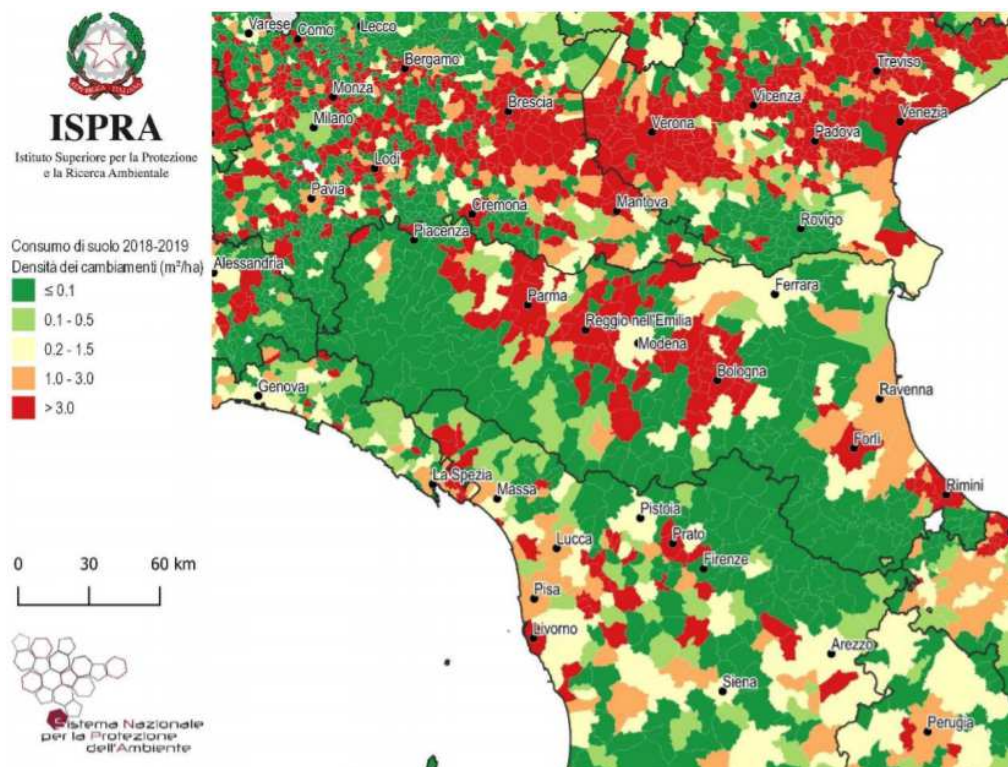 REPVBBLICA ITALIANA
ISPRA
Istituto Superiore per la Protezione
e la Ricerca Ambientale
Consumo di suolo 2018-2019
Densità dei cambiamenti (m²/ha)
≤ 0.1
0.1 - 0.5
0.2 - 1.5
1.0 - 3.0
> 3.0
0 30 60 km
Sistema Nazionale
per la Protezione
dell'Ambiente
Varese
Como
Lecco
Bergamo
Monza
Milano
Brescia
Lodi
Pavia
Cremona
Piacenza
Alessandria
Treviso
Vicenza
Venezia
Verona
Padova
Mantova
Rovigo
Ferrara
Parma
Reggio nell'Emilia
Modena
Bologna
Genova
Ravenna
Forlì
Rimini
La Spezia
Massa
Pistoia
Prato
Lucca
Firenze
Pisa
Livorno
Arezzo
Siena
Perugia